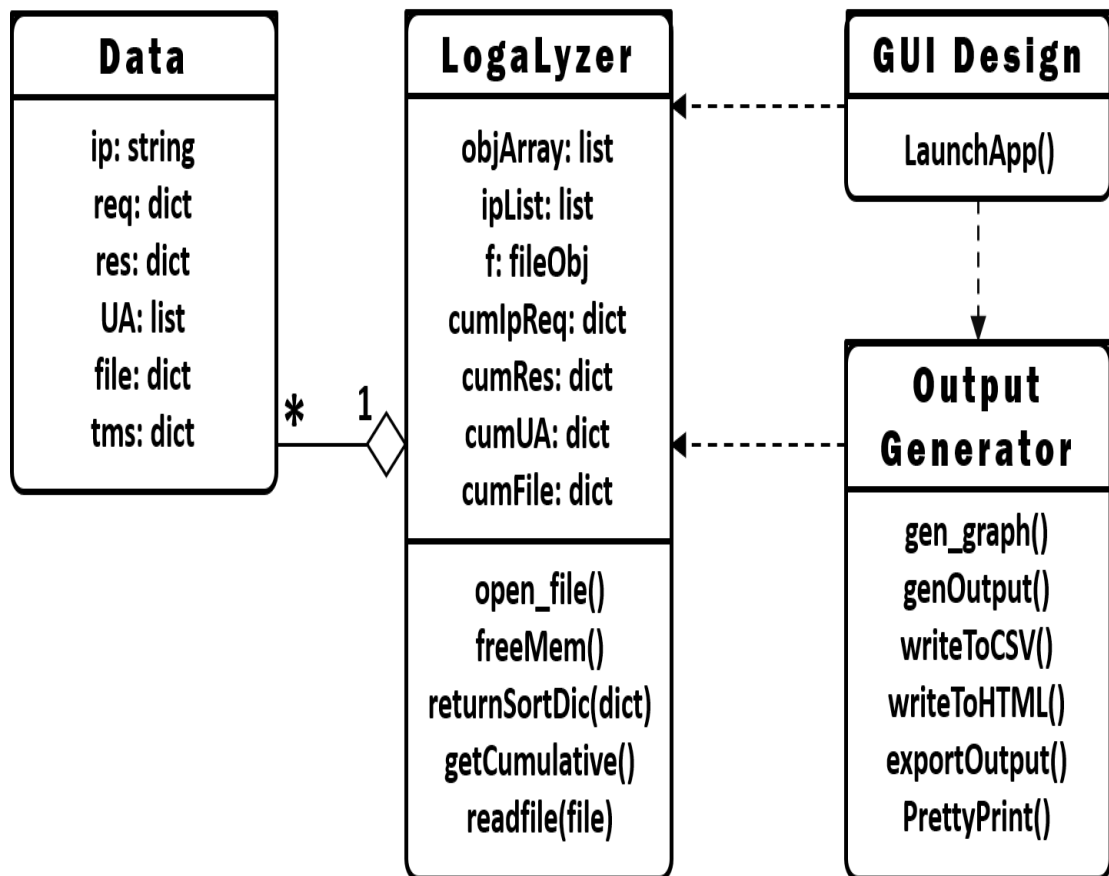 Data
ip: string
req: dict
res: dict
UA: list
file: dict
tms: dict
*
1
LogaLyzer
objArray: list
ipList: list
f: fileObj
cumIpReq: dict
cumRes: dict
cumUA: dict
cumFile: dict
open_file()
freeMem()
returnSortDic(dict)
getCumulative()
readfile(file)
GUI Design
LaunchApp()
Output
Generator
gen_graph()
genOutput()
writeToCSV()
writeToHTML()
exportOutput()
PrettyPrint()